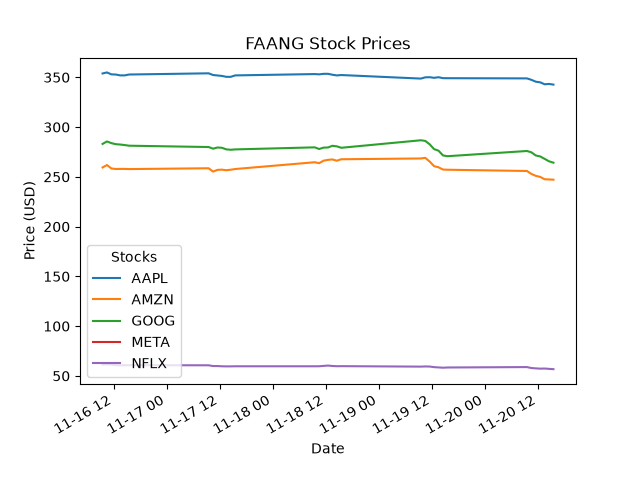 FAANG Stock Prices
Price (USD)
350
300
250
200
150
100
50
Stocks
AAPL
AMZN
GOOG
META
NFLX
11-16 12
11-17 00
11-17 12
11-18 00
11-18 12
11-19 00
11-19 12
11-20 00
11-20 12
Date